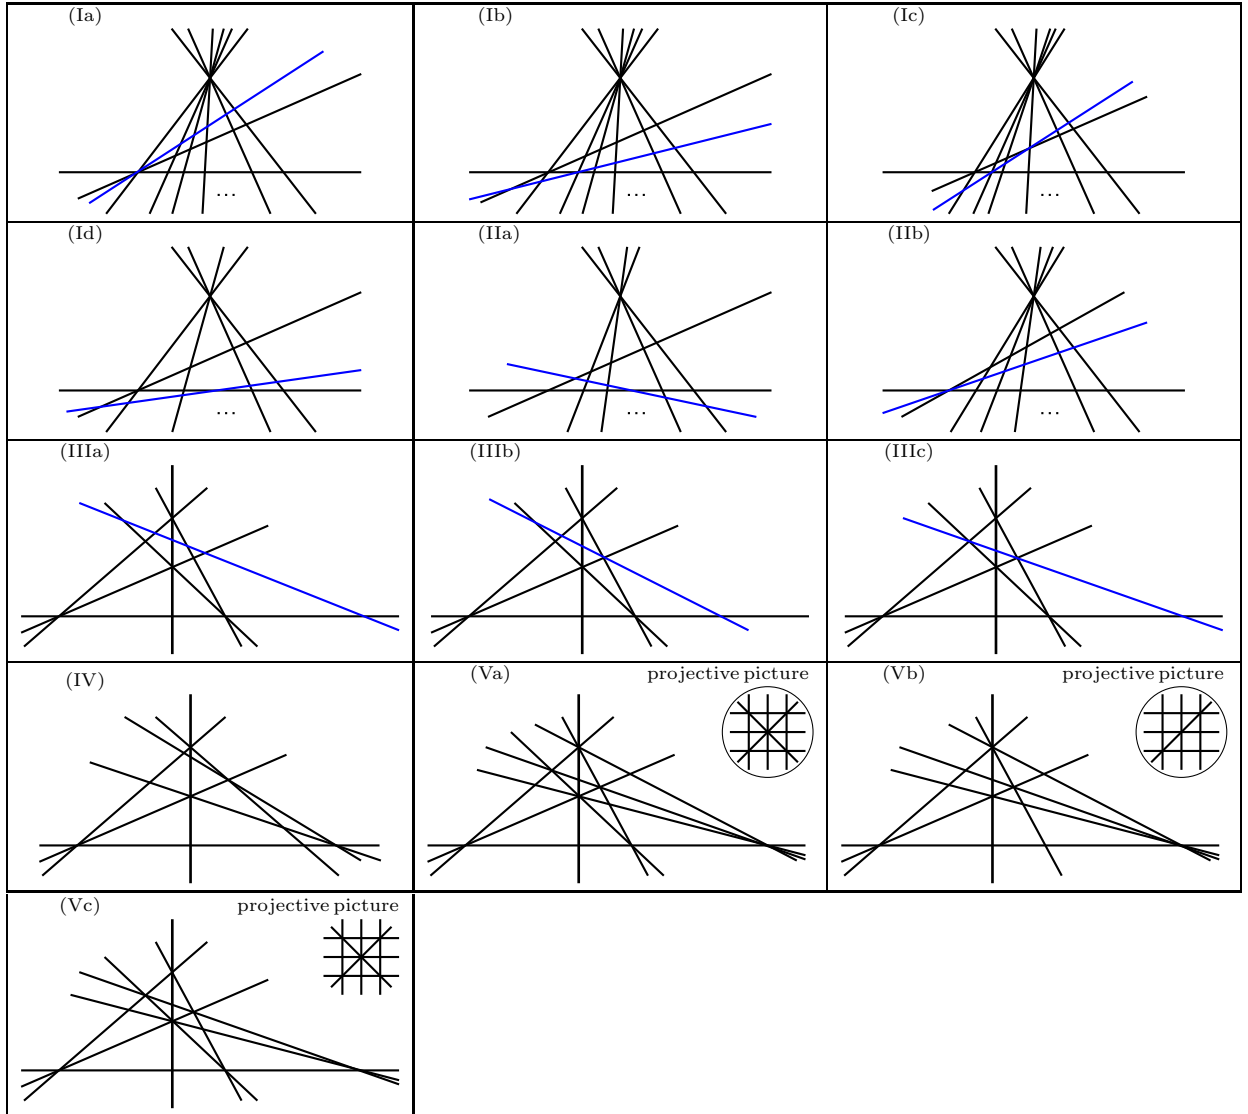 (Ia)
(Ib)
(Ic)
...
...
...
(Id)
(IIa)
(IIb)
...
...
...
(IIIa)
(IIIb)
(IIIc)
(IV)
(Va)
projective picture
(Vb)
projective picture
(Vc)
projective picture